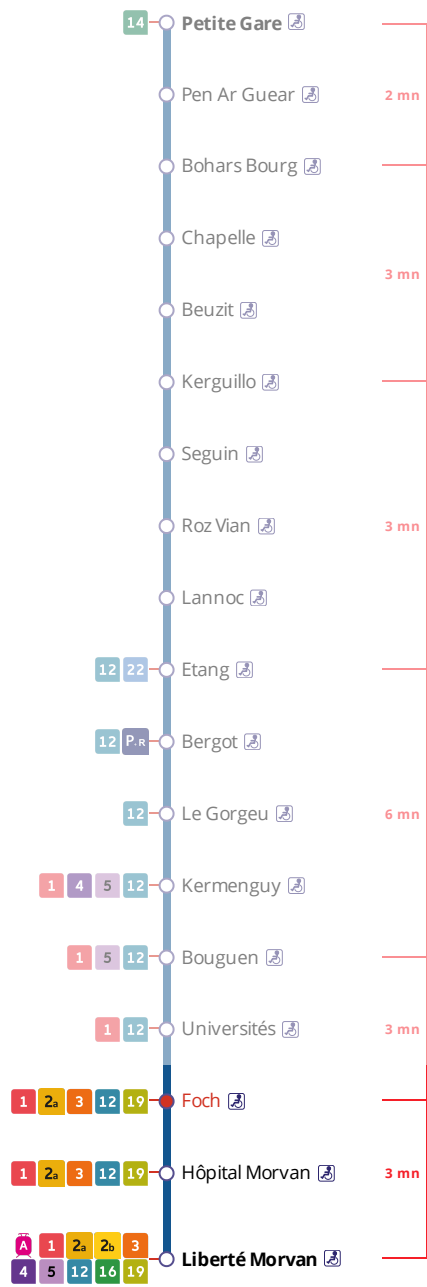 14 Petite Gare
Pen Ar Guear 2 mn
Bohars Bourg
Chapelle
3 mn
Beuzit
Kerguillo
Seguin
Roz Vian 3 mn
Lannoc
12 22 Etang
12 P.R Bergot
12 Le Gorgeu 6 mn
1 4 5 12 Kermenguy
1 5 12 Bouguen
1 12 Universités 3 mn
1 2a 3 12 19 Foch
1 2a 3 12 19 Hôpital Morvan 3 mn
A 1 2a 2b 3
4 5 12 16 19 Liberté Morvan